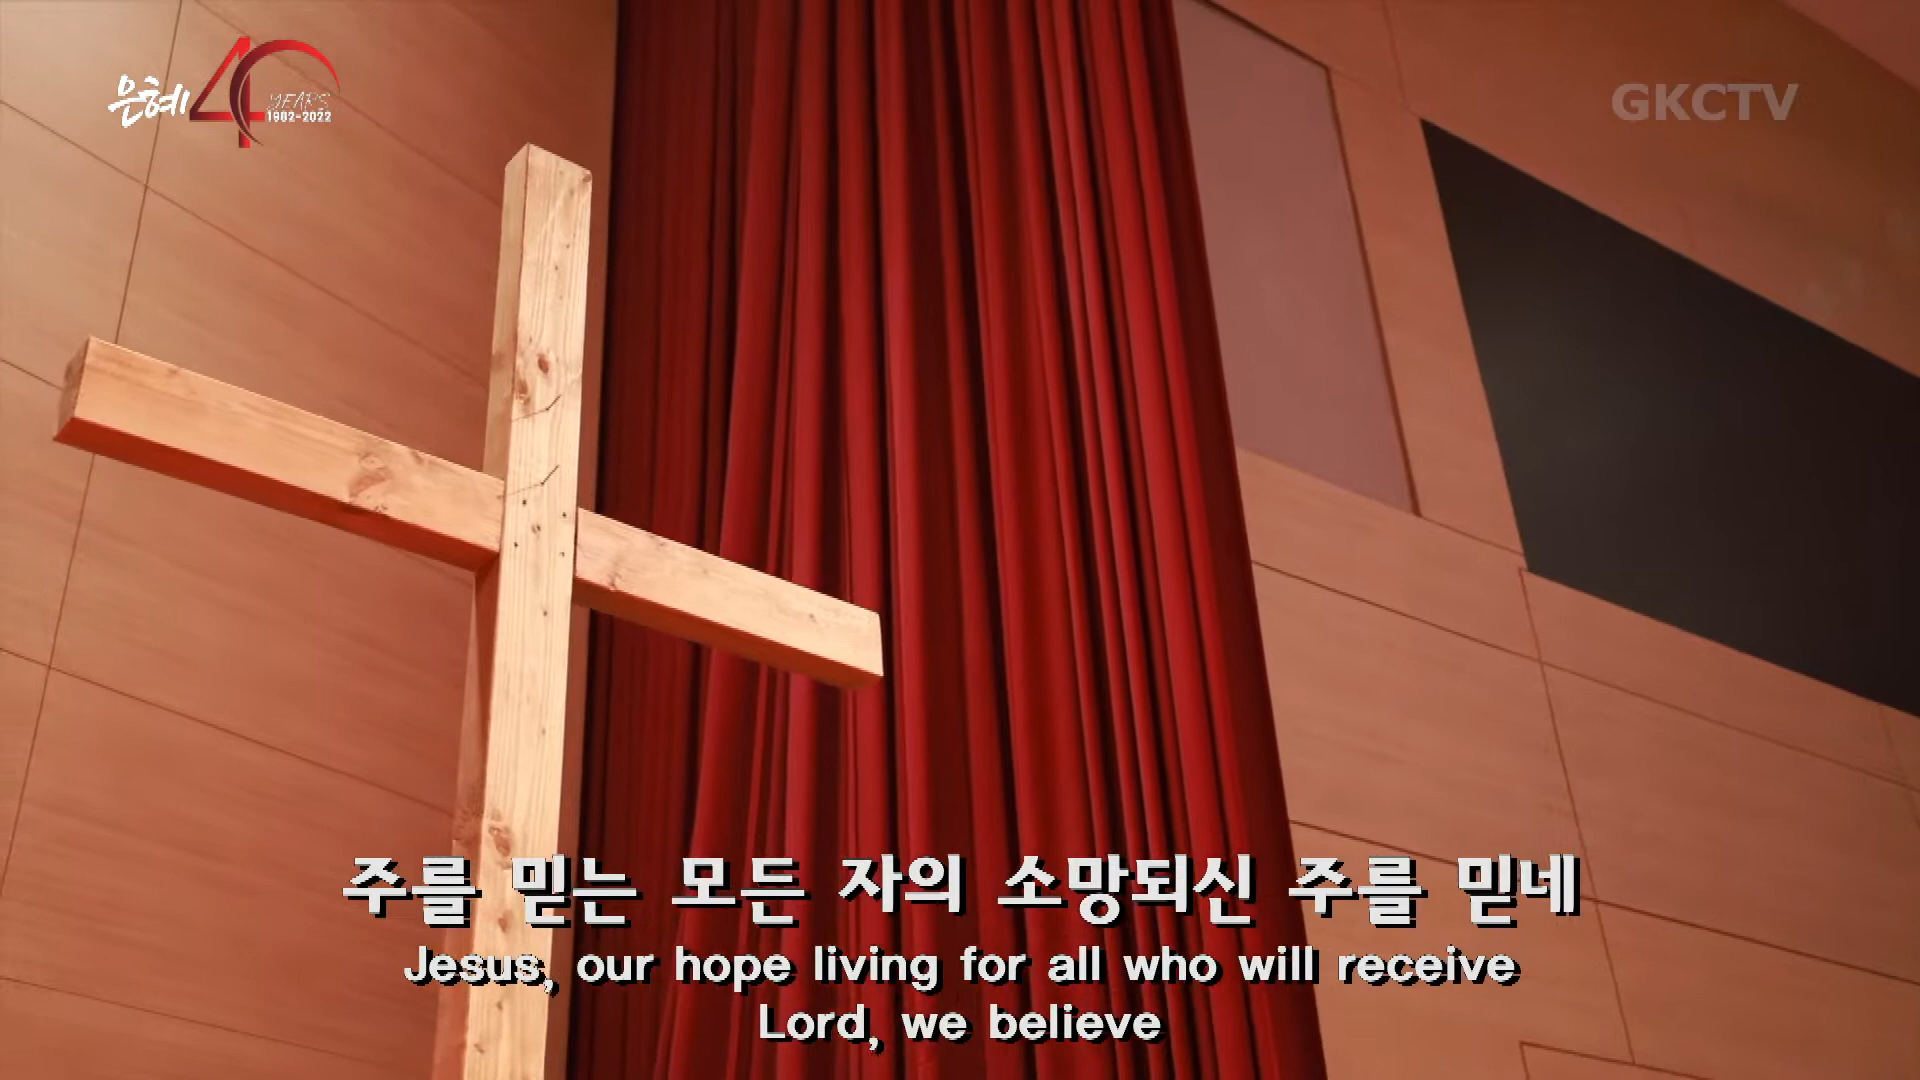 은혜 40 YEARS
1982-2022
GKCTV
주를 믿는 모든 자의 소망되신 주를 믿네
Jesus, our hope living for all who will receive
Lord, we believe